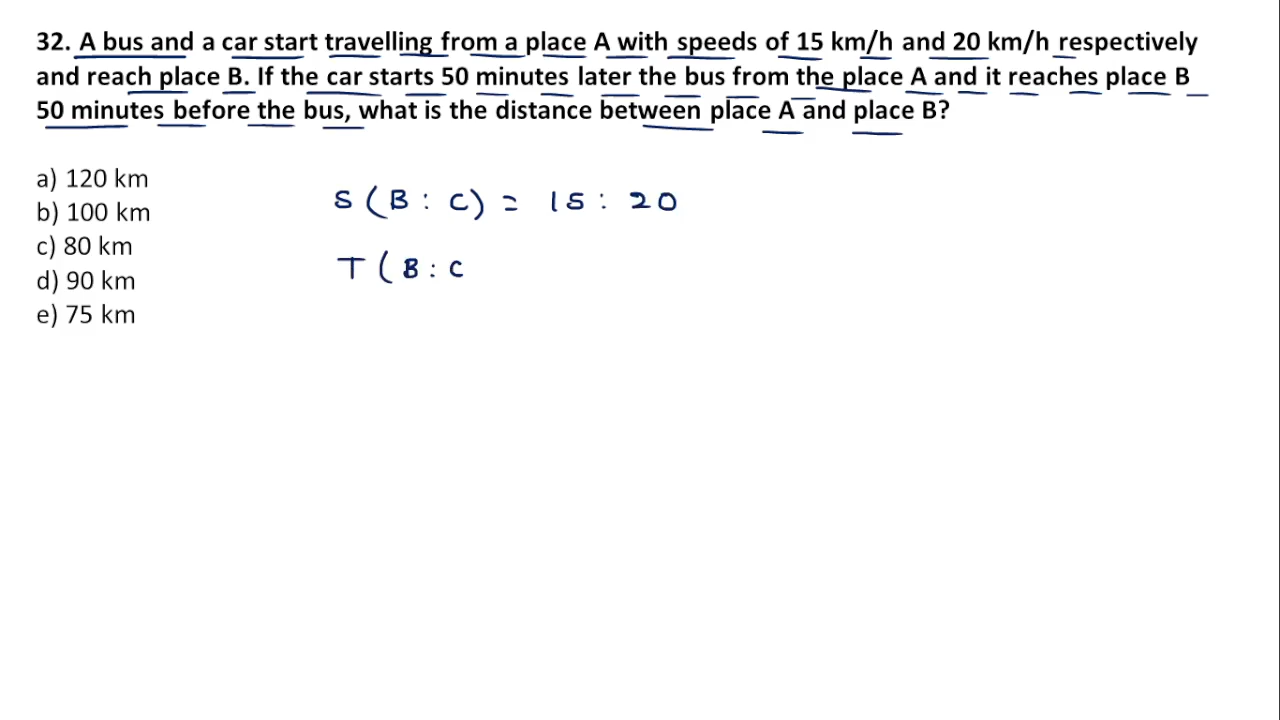 32. A bus and a car start travelling from a place A with speeds of 15 km/h and 20 km/h respectively
and reach place B. If the car starts 50 minutes later the bus from the place A and it reaches place B
50 minutes before the bus, what is the distance between place A and place B?
a) 120 km
b) 100 km
c) 80 km
d) 90 km
e) 75 km
S ( B : C ) = 15 : 20
T ( B : C